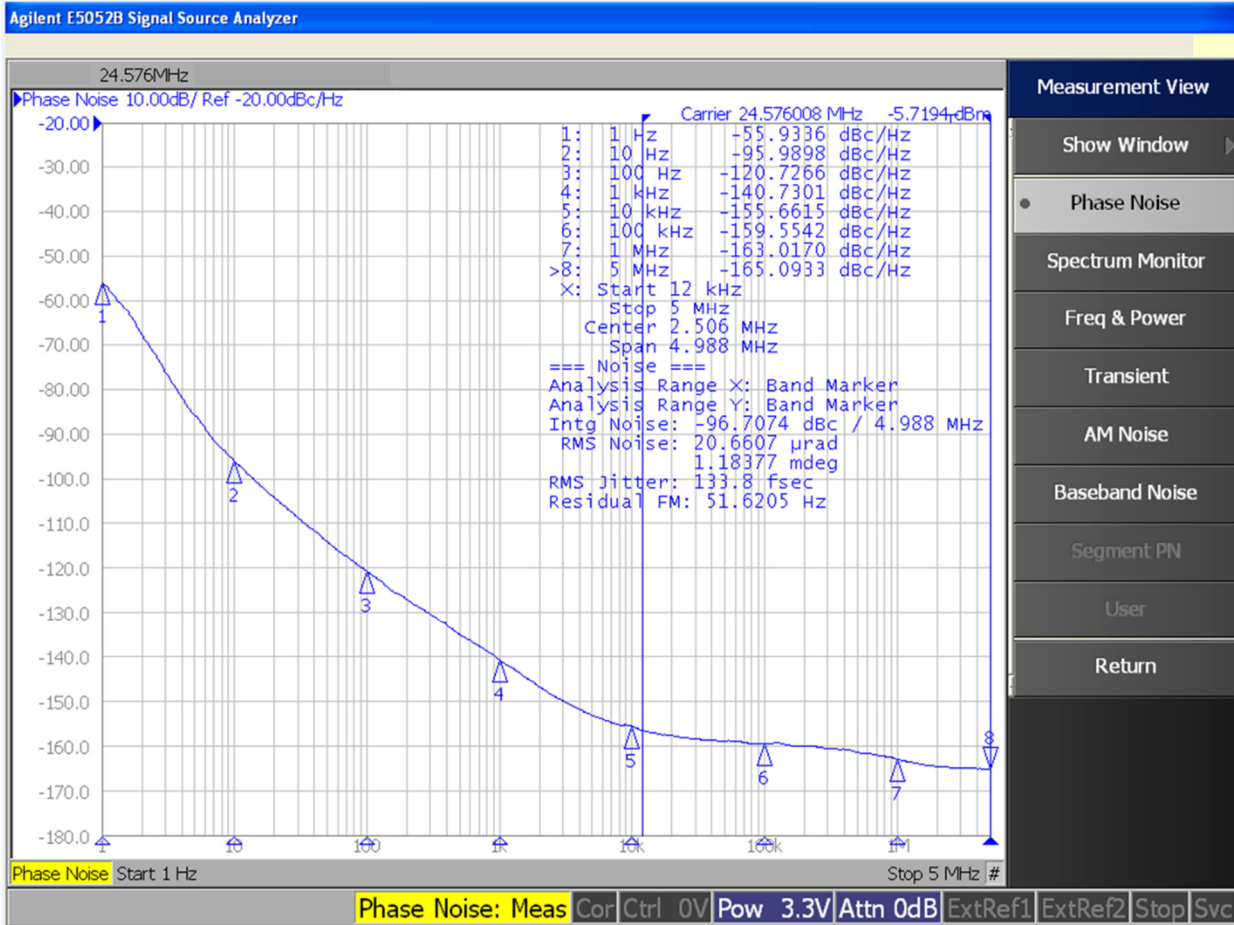 Agilent E5052B Signal Source Analyzer
24.576MHz
Phase Noise 10.00dB/ Ref -20.00dBc/Hz
Carrier 24.576008 MHz -5.7194 dBm
-20.00
-30.00
-40.00
-50.00
-60.00
-70.00
-80.00
-90.00
-100.0
-110.0
-120.0
-130.0
-140.0
-150.0
-160.0
-170.0
-180.0
1: 1 Hz -55.9336 dBc/Hz
2: 10 Hz -95.9898 dBc/Hz
3: 100 Hz -120.7266 dBc/Hz
4: 1 kHz -140.7301 dBc/Hz
5: 10 kHz -155.6615 dBc/Hz
6: 100 kHz -159.5542 dBc/Hz
7: 1 MHz -163.0170 dBc/Hz
>8: 5 MHz -165.0933 dBc/Hz
X: Start 12 kHz
Stop 5 MHz
Center 2.506 MHz
Span 4.988 MHz
=== Noise ===
Analysis Range X: Band Marker
Analysis Range Y: Band Marker
Intg Noise: -96.7074 dBc / 4.988 MHz
RMS Noise: 20.6607 µrad
1.18377 mdeg
RMS Jitter: 133.8 fsec
Residual FM: 51.6205 Hz
1
2
3
4
5
6
7
8
1 10 100 1k 10k 100k 1M
Phase Noise Start 1 Hz Stop 5 MHz #
Phase Noise: Meas Cor Ctrl 0V Pow 3.3V Attn 0dB ExtRef1 ExtRef2 Stop Svc
Measurement View
Show Window
Phase Noise
Spectrum Monitor
Freq & Power
Transient
AM Noise
Baseband Noise
Segment PN
User
Return